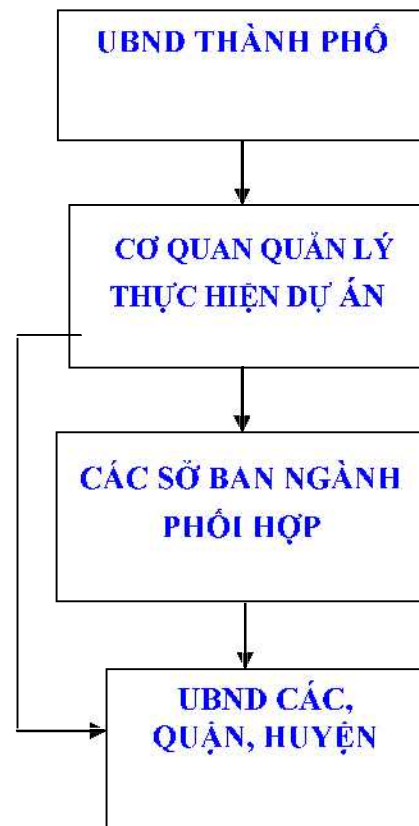 UBND THÀNH PHỐ
CƠ QUAN QUẢN LÝ
THỰC HIỆN DỰ ÁN
CÁC SỞ BAN NGÀNH
PHỐI HỢP
UBND CÁC,
QUẬN, HUYỆN